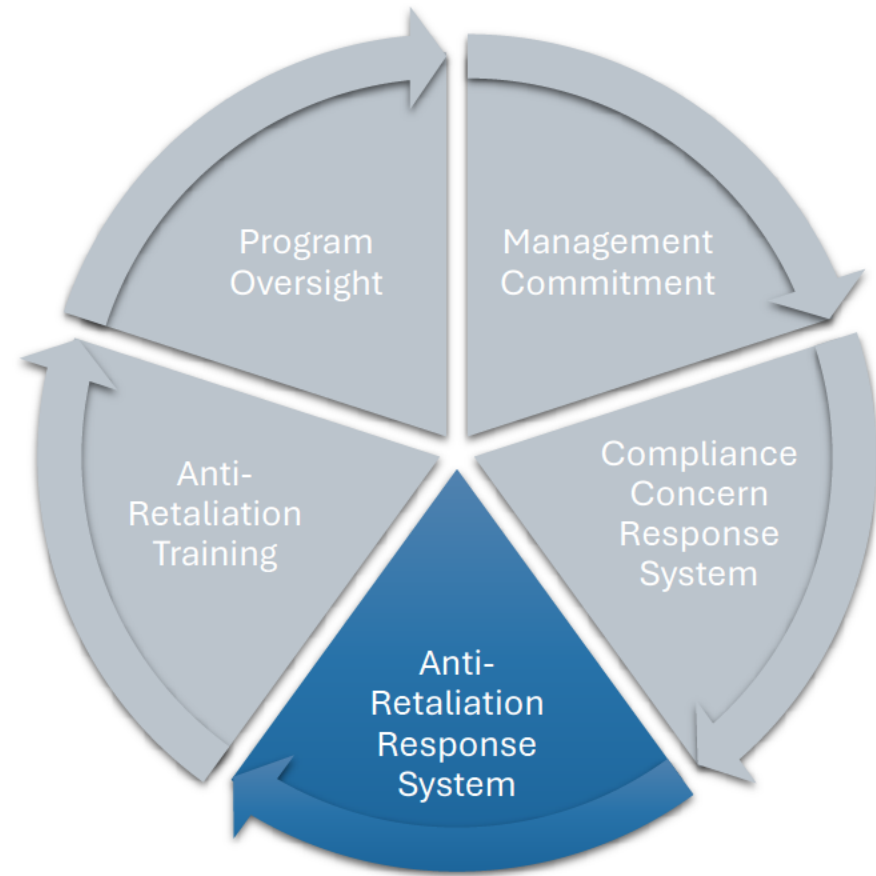 Program
Oversight
Management
Commitment
Compliance
Concern
Response
System
Anti-
Retaliation
Response
System
Anti-
Retaliation
Training